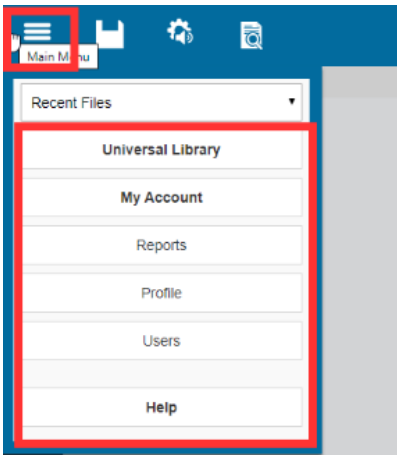 Main Menu
Recent Files
Universal Library
My Account
Reports
Profile
Users
Help